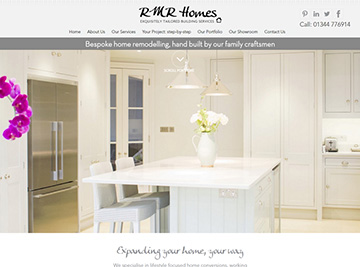 RMR Homes
EXQUISITELY TAILORED BUILDING SERVICES
Call: 01344 776914
Home About Us Our Services Your Project: step-by-step Our Portfolio Our Showroom Contact Us
Bespoke home remodelling, hand built by our family craftsmen
Expanding your home, your way
We specialise in lifestyle focused home conversions, working